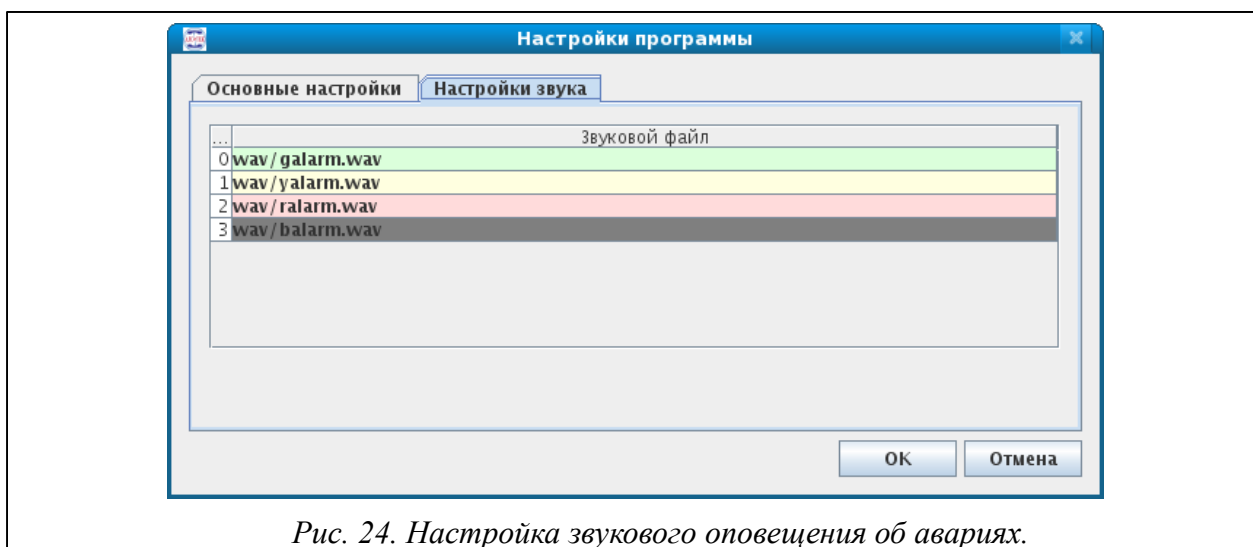 Настройки программы
Основные настройки Настройки звука
... Звуковой файл
0 wav/galarm.wav
1 wav/yalarm.wav
2 wav/ralarm.wav
3 wav/balarm.wav
OK Отмена
Рис. 24. Настройка звукового оповещения об авариях.